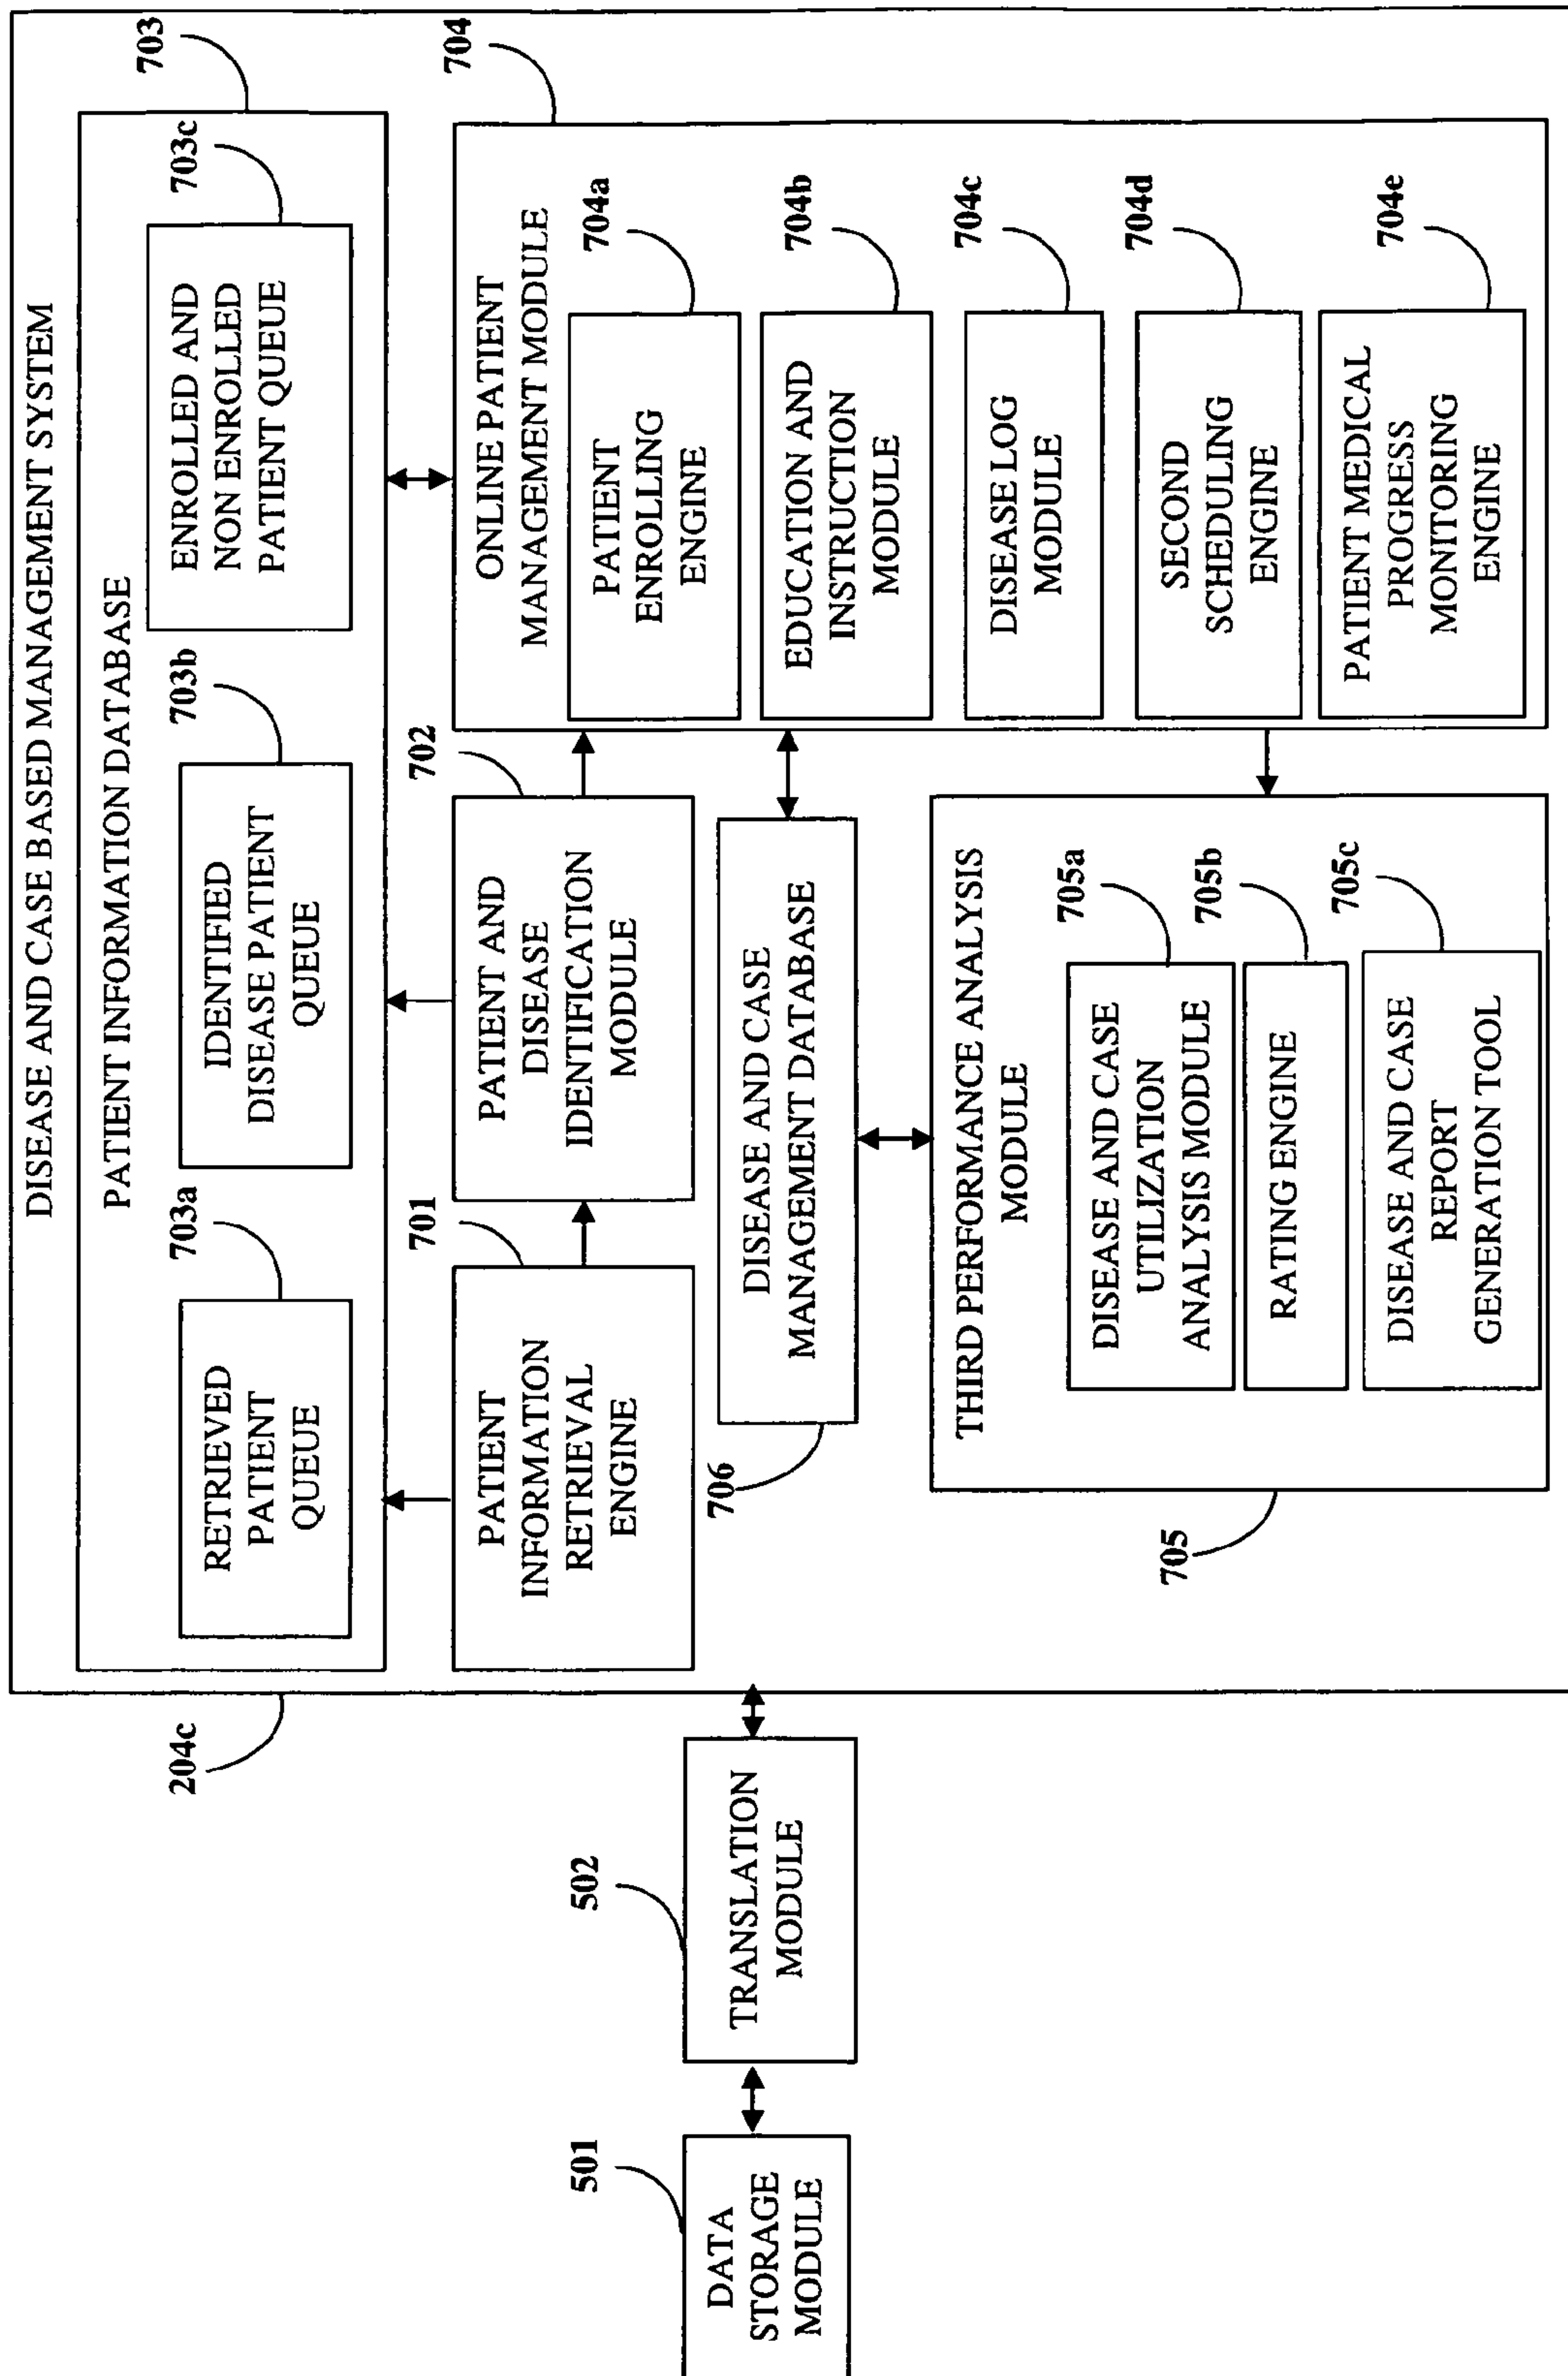 DISEASE AND CASE BASED MANAGEMENT SYSTEM
703
PATIENT INFORMATION DATABASE
204c
703a
RETRIEVED
PATIENT
QUEUE
703b
IDENTIFIED
DISEASE PATIENT
QUEUE
703c
ENROLLED AND
NON ENROLLED
PATIENT QUEUE
501
DATA
STORAGE
MODULE
502
TRANSLATION
MODULE
701
PATIENT
INFORMATION
RETRIEVAL
ENGINE
702
PATIENT AND
DISEASE
IDENTIFICATION
MODULE
704
ONLINE PATIENT
MANAGEMENT MODULE
704a
PATIENT
ENROLLING
ENGINE
704b
EDUCATION AND
INSTRUCTION
MODULE
704c
DISEASE LOG
MODULE
704d
SECOND
SCHEDULING
ENGINE
704e
PATIENT MEDICAL
PROGRESS
MONITORING
ENGINE
706
DISEASE AND CASE
MANAGEMENT DATABASE
705
THIRD PERFORMANCE ANALYSIS
MODULE
705a
DISEASE AND CASE
UTILIZATION
ANALYSIS MODULE
705b
RATING ENGINE
705c
DISEASE AND CASE
REPORT
GENERATION TOOL